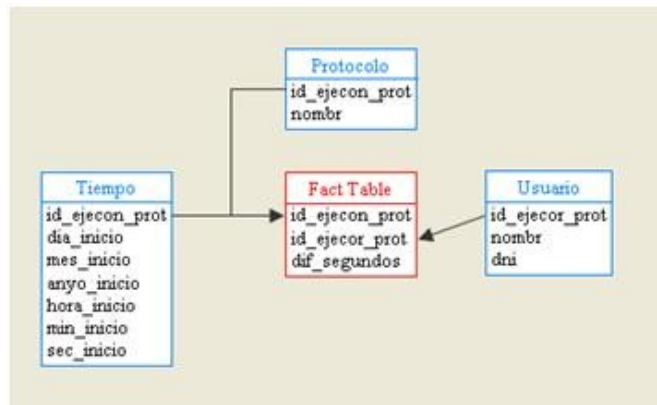 Protocolo
id_ejecon_prot
nombr
Tiempo
id_ejecon_prot
dia_inicio
mes_inicio
anyo_inicio
hora_inicio
min_inicio
sec_inicio
Fact Table
id_ejecon_prot
id_ejecor_prot
dif_segundos
Usuario
id_ejecor_prot
nombr
dni